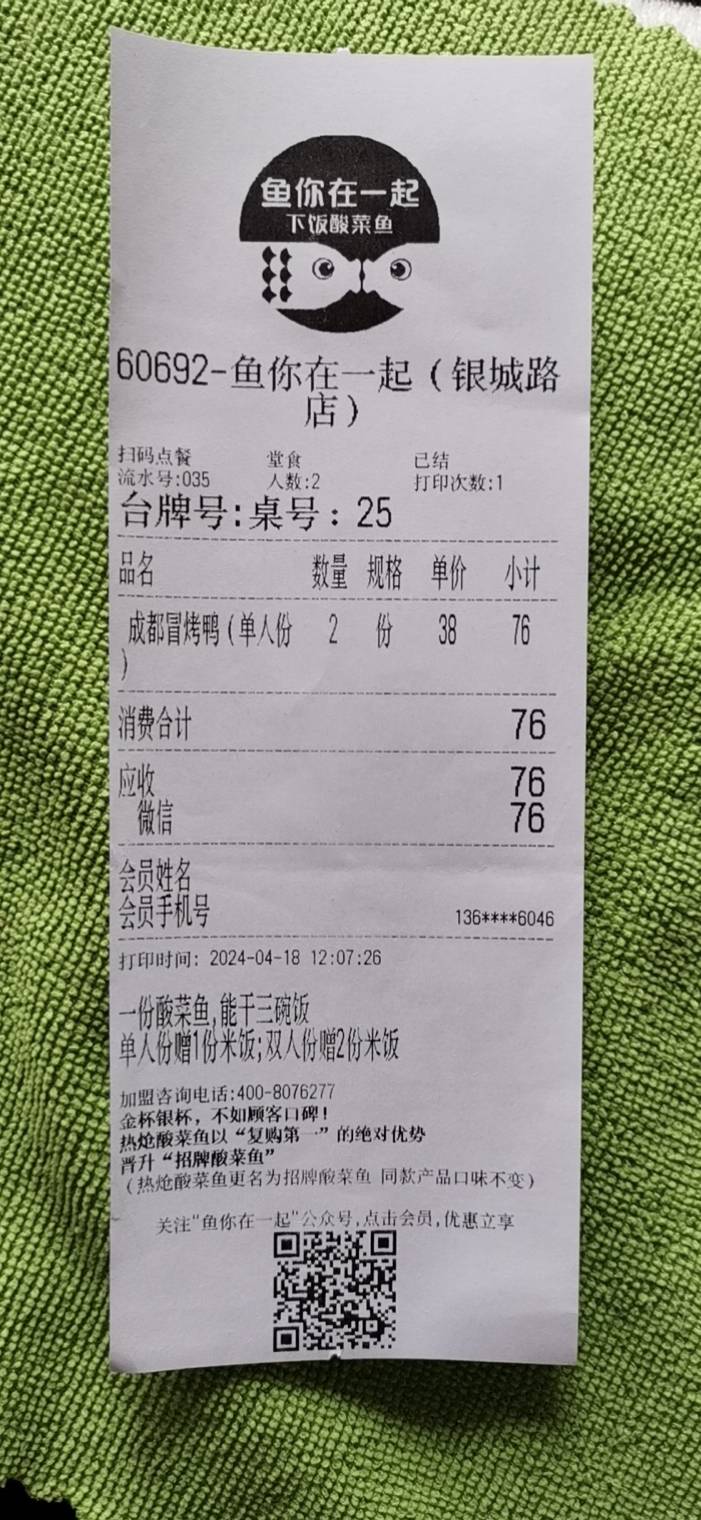 鱼你在一起
下饭酸菜鱼
60692-鱼你在一起（银城路
店）
扫码点餐 堂食 已结
流水号:035 人数:2 打印次数:1
台牌号:桌号：25
品名 数量 规格 单价 小计
成都冒烤鸭（单人份 2 份 38 76
）
消费合计 76
应收 76
微信 76
会员姓名
会员手机号 136****6046
打印时间: 2024-04-18 12:07:26
一份酸菜鱼,能干三碗饭
单人份赠1份米饭;双人份赠2份米饭
加盟咨询电话:400-8076277
金杯银杯，不如顾客口碑！
热炝酸菜鱼以“复购第一”的绝对优势
晋升“招牌酸菜鱼”
（热炝酸菜鱼更名为招牌酸菜鱼 同款产品口味不变）
关注"鱼你在一起"公众号,点击会员,优惠立享